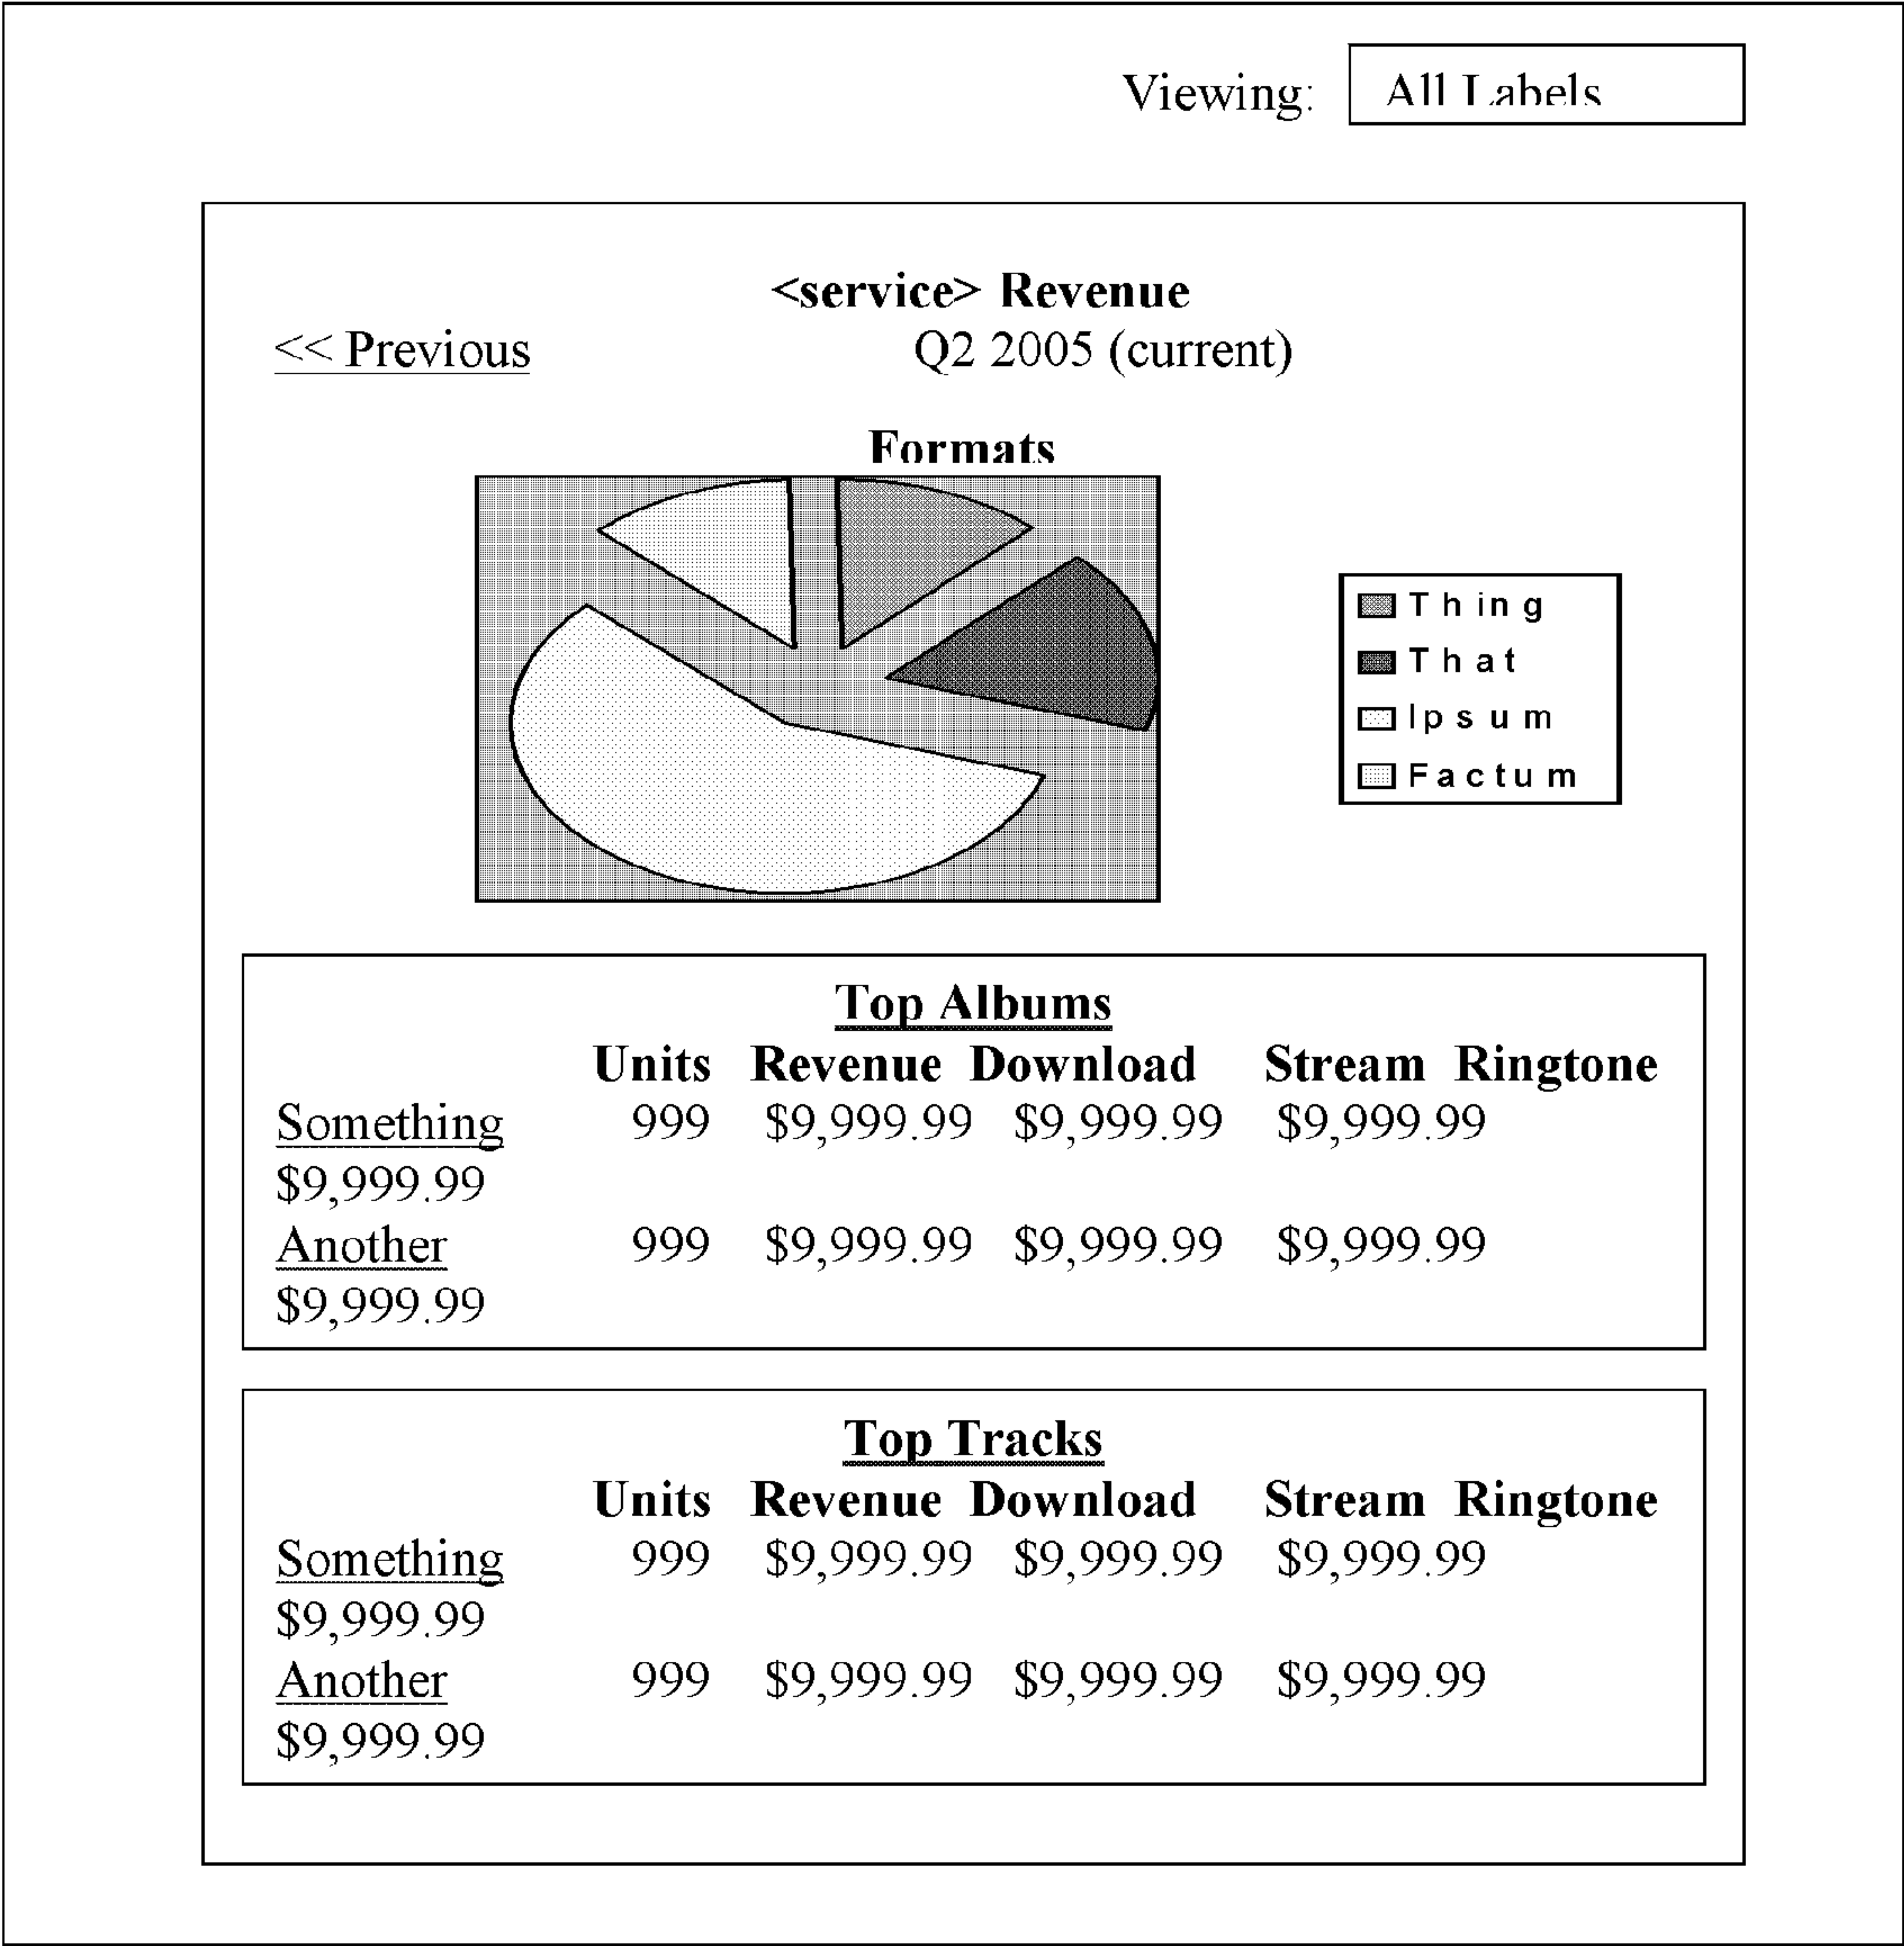 Viewing: All Labels
<service> Revenue
<< Previous Q2 2005 (current)
Formats
Thing
That
Ipsum
Factum
Top Albums
Units Revenue Download Stream Ringtone
Something 999 $9,999.99 $9,999.99 $9,999.99
$9,999.99
Another 999 $9,999.99 $9,999.99 $9,999.99
$9,999.99
Top Tracks
Units Revenue Download Stream Ringtone
Something 999 $9,999.99 $9,999.99 $9,999.99
$9,999.99
Another 999 $9,999.99 $9,999.99 $9,999.99
$9,999.99